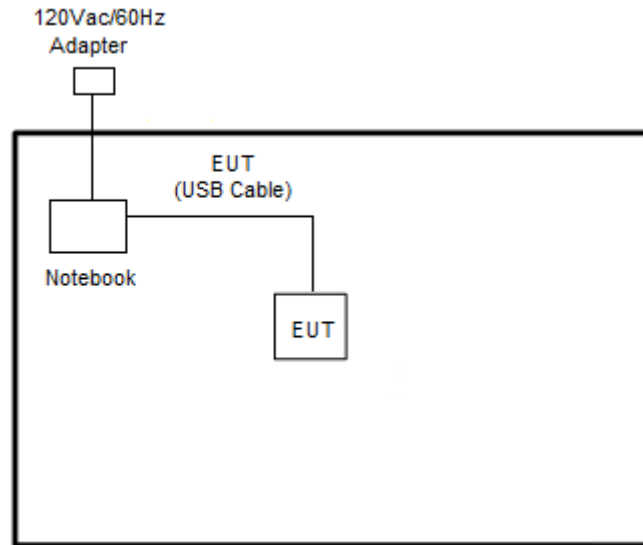 120Vac/60Hz
Adapter
EUT
(USB Cable)
Notebook
EUT